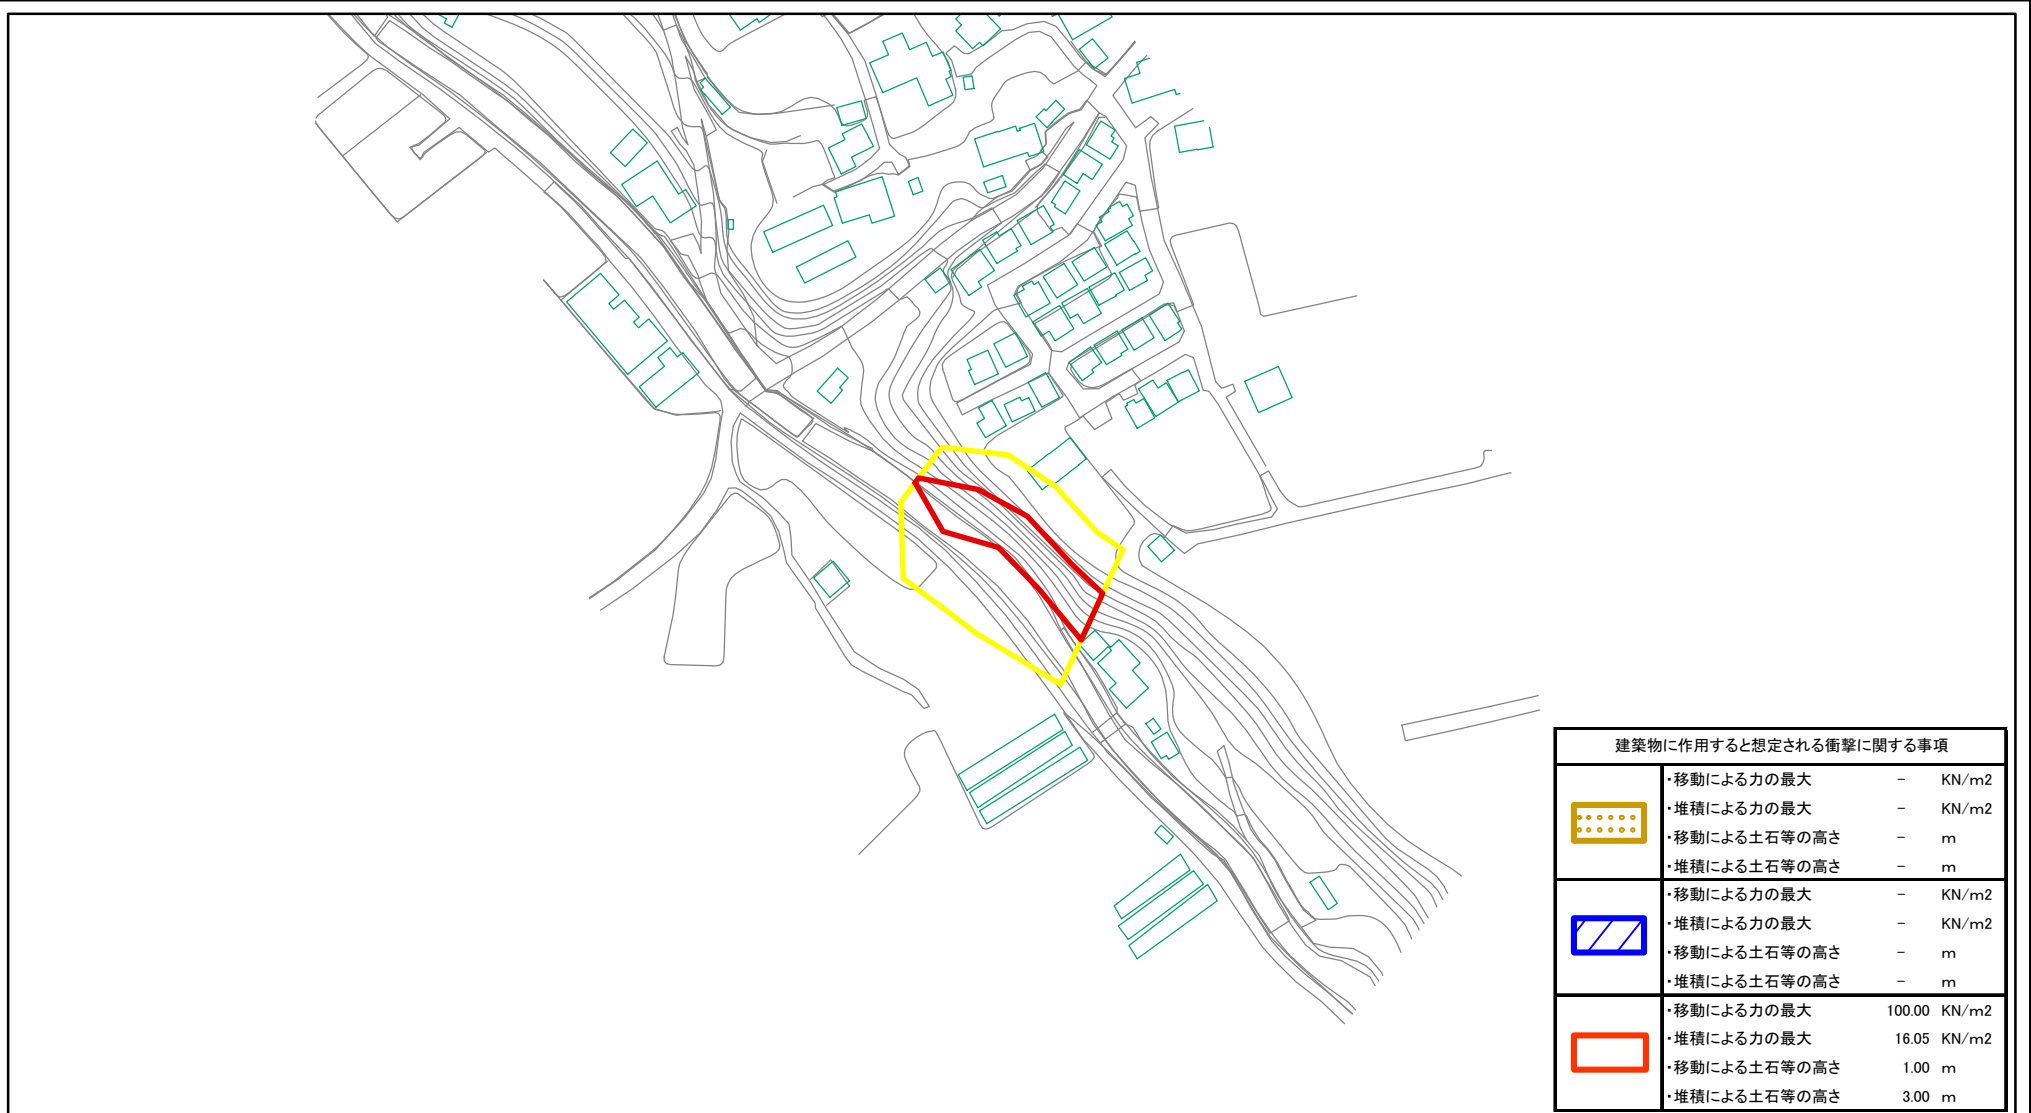 建築物に作用すると想定される衝撃に関する事項
・移動による力の最大 － KN/m2
・堆積による力の最大 － KN/m2
・移動による土石等の高さ － m
・堆積による土石等の高さ － m
・移動による力の最大 － KN/m2
・堆積による力の最大 － KN/m2
・移動による土石等の高さ － m
・堆積による土石等の高さ － m
・移動による力の最大 100.00 KN/m2
・堆積による力の最大 16.05 KN/m2
・移動による土石等の高さ 1.00 m
・堆積による土石等の高さ 3.00 m